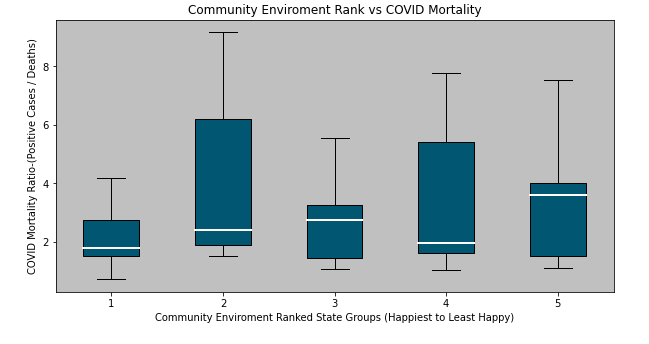 Community Enviroment Rank vs COVID Mortality
COVID Mortality Ratio-(Positive Cases / Deaths)
8
6
4
2
1 2 3 4 5
Community Enviroment Ranked State Groups (Happiest to Least Happy)